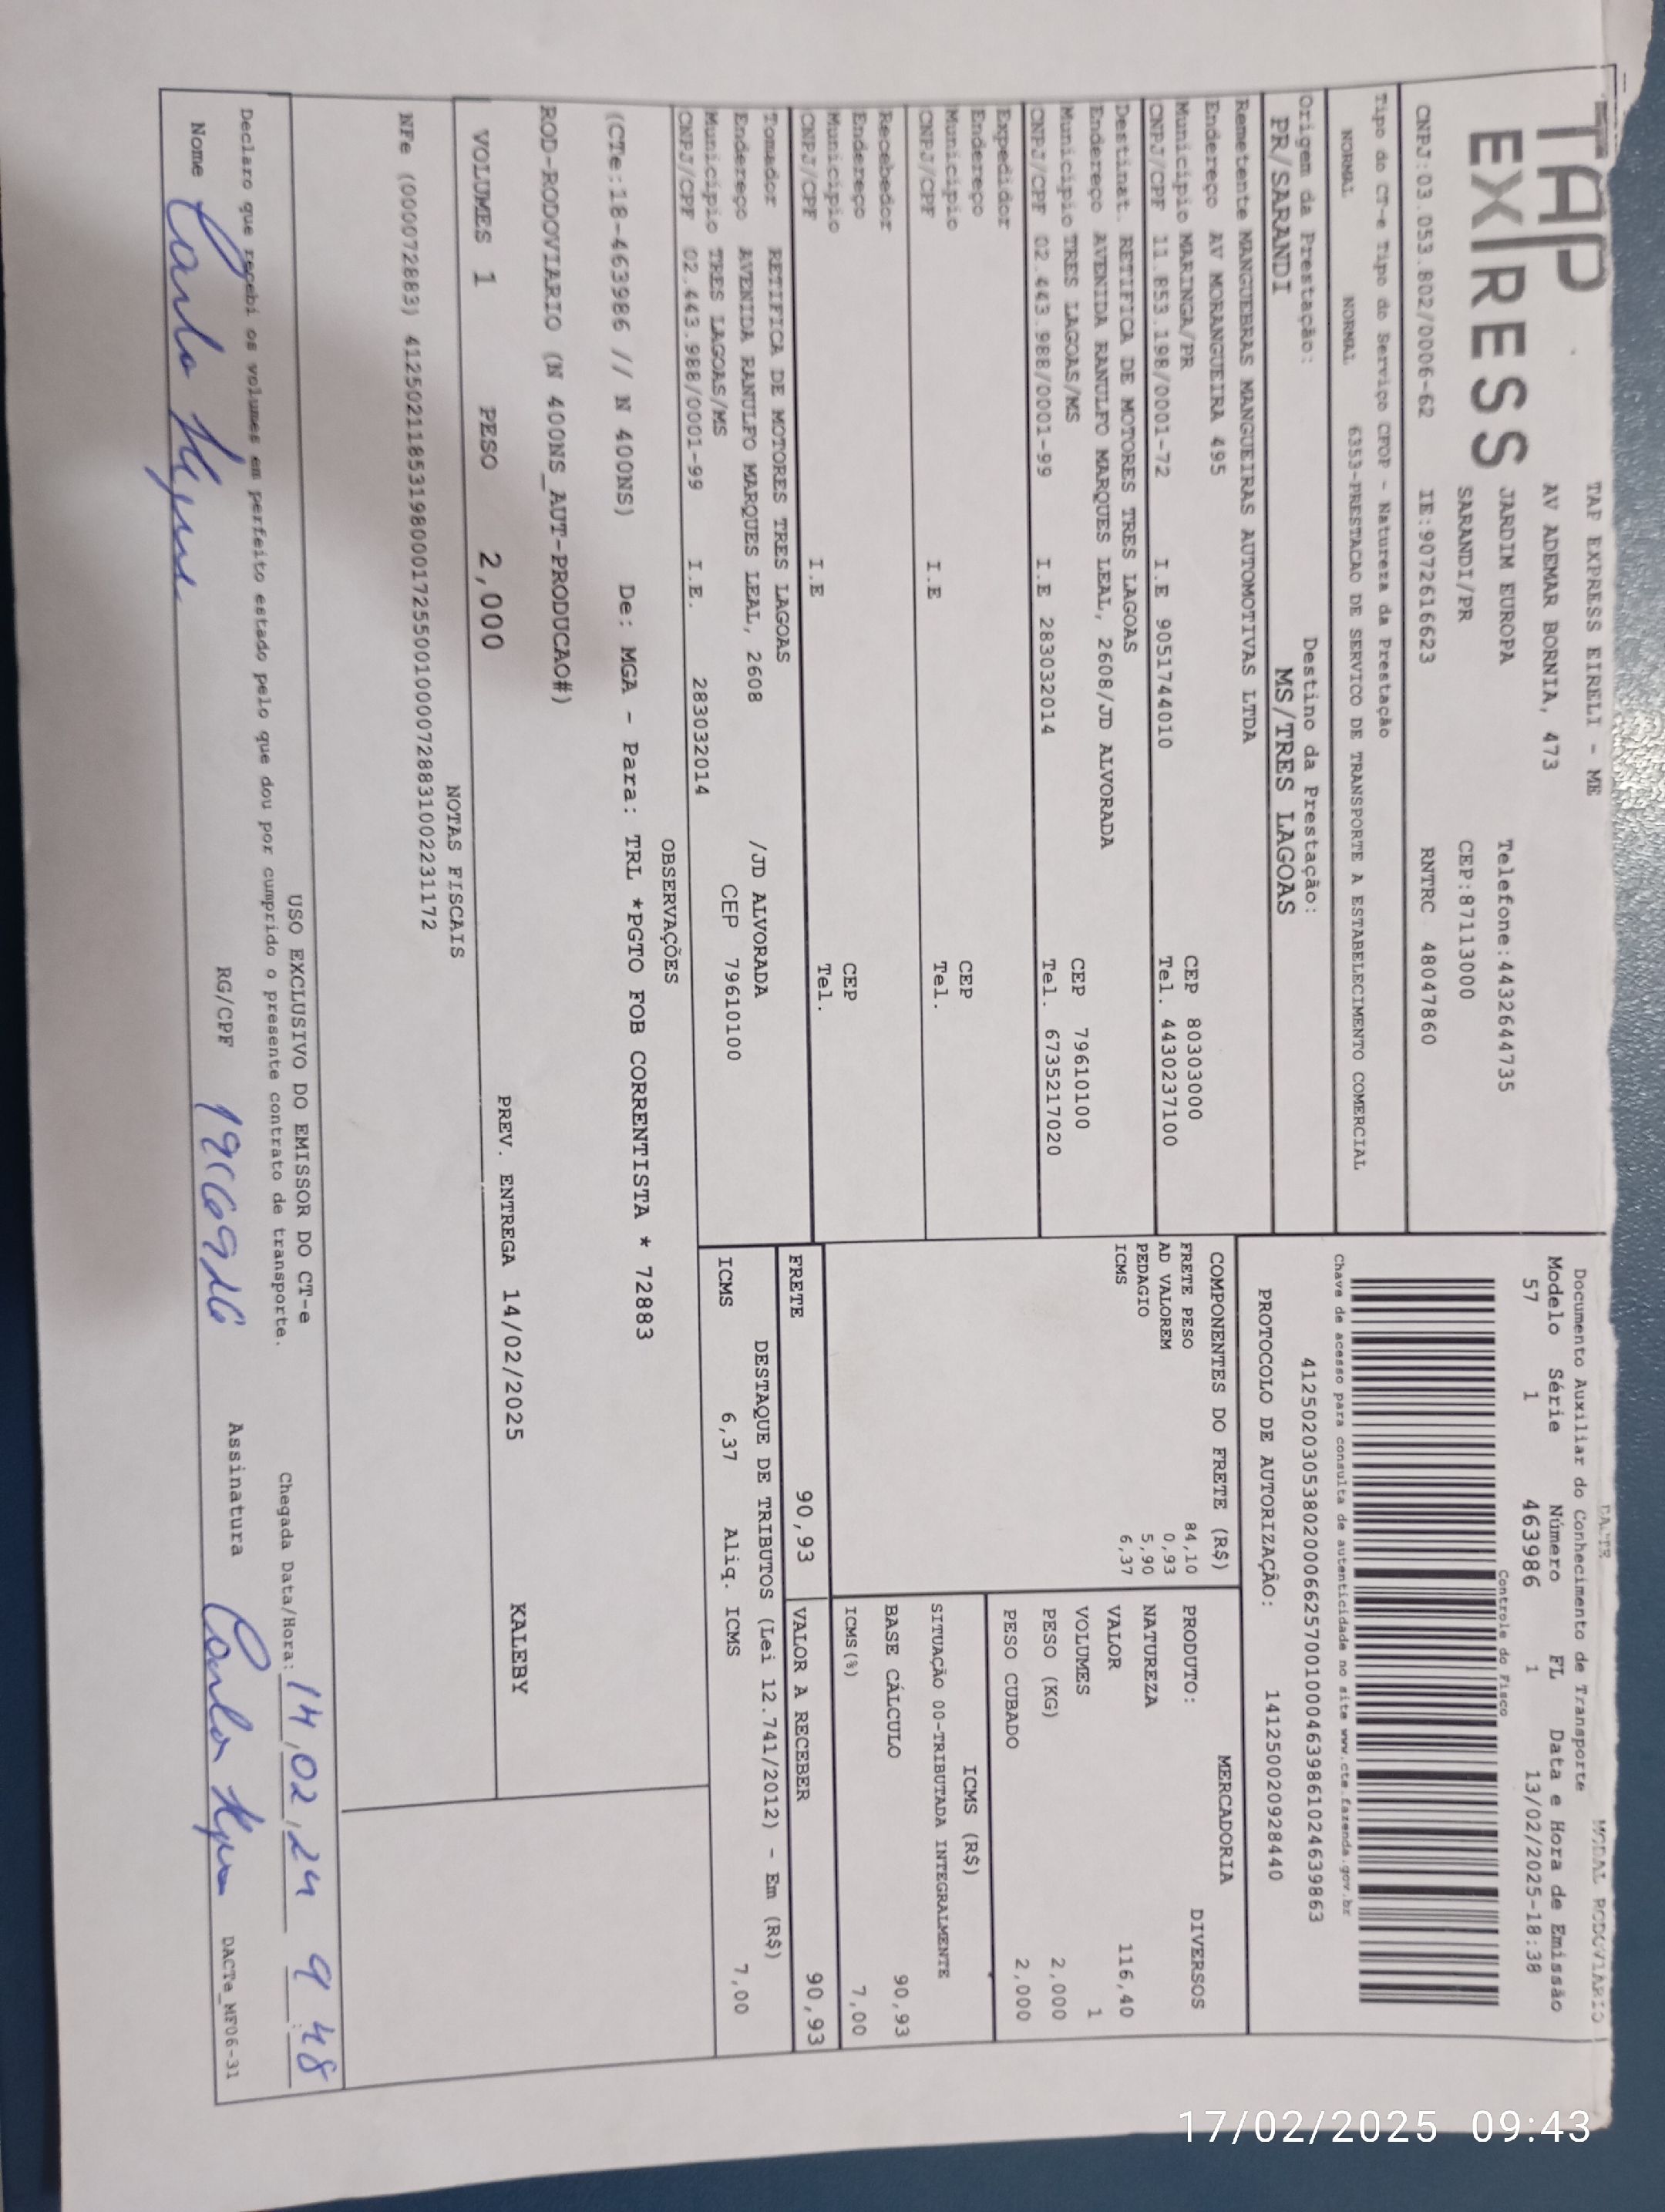 TAP
EXPRESS
TAP EXPRESS EIRELI - ME
AV ADEMAR BORNIA, 473
JARDIM EUROPA Telefone:4432644735
SARANDI/PR CEP:87113000
CNPJ:03.053.802/0006-62 IE:9072616623 RNTRC 48047860
DACTE MODAL RODOVIARIO
Documento Auxiliar do Conhecimento de Transporte
Modelo Série Número FL Data e Hora de Emissão
57 1 463986 1 13/02/2025-18:38
Controle do Fisco
Chave de acesso para consulta de autenticidade no site www.cte.fazenda.gov.br
41250203053802000662570010004639861024639863
PROTOCOLO DE AUTORIZAÇÃO: 141250020928440
Tipo do CT-e Tipo do Serviço CFOP - Natureza da Prestação
NORMAL NORMAL 6353-PRESTACAO DE SERVICO DE TRANSPORTE A ESTABELECIMENTO COMERCIAL
Origem da Prestação: Destino da Prestação:
PR/SARANDI MS/TRES LAGOAS
Remetente MANGUEBRAS MANGUEIRAS AUTOMOTIVAS LTDA
Endereço AV MORANGUEIRA 495
Municipio MARINGA/PR CEP 80303000
CNPJ/CPF 11.853.198/0001-72 I.E 9051744010 Tel. 4430237100
Destinat. RETIFICA DE MOTORES TRES LAGOAS
Endereço AVENIDA RANULFO MARQUES LEAL, 2608/JD ALVORADA
Municipio TRES LAGOAS/MS CEP 79610100
CNPJ/CPF 02.443.988/0001-99 I.E 283032014 Tel. 6735217020
Expedidor
Endereço
Municipio CEP
CNPJ/CPF I.E Tel.
Recebedor
Endereço
Municipio CEP
CNPJ/CPF I.E Tel.
Tomador RETIFICA DE MOTORES TRES LAGOAS
Endereço AVENIDA RANULFO MARQUES LEAL, 2608 /JD ALVORADA
Municipio TRES LAGOAS/MS CEP 79610100
CNPJ/CPF 02.443.988/0001-99 I.E. 283032014
COMPONENTES DO FRETE (R$)
FRETE PESO 84,10
AD VALOREM 0,93
PEDAGIO 5,90
ICMS 6,37
MERCADORIA
PRODUTO: DIVERSOS
NATUREZA
VALOR 116,40
VOLUMES 1
PESO (KG) 2,000
PESO CUBADO 2,000
ICMS (R$)
SITUAÇÃO 00-TRIBUTADA INTEGRALMENTE
BASE CÁLCULO 90,93
ICMS(%) 7,00
FRETE 90,93 VALOR A RECEBER 90,93
DESTAQUE DE TRIBUTOS (Lei 12.741/2012) - Em (R$)
ICMS 6,37 Aliq. ICMS 7,00
OBSERVAÇÕES
(CTe:18-463986 // N 400NS) De: MGA - Para: TRL *PGTO FOB CORRENTISTA * 72883
ROD-RODOVIARIO (N 400NS_AUT-PRODUCAO#)
VOLUMES 1 PESO 2,000 PREV. ENTREGA 14/02/2025 KALEBY
NOTAS FISCAIS
NFe (000072883) 41250211853198000172550010000728831002231172
USO EXCLUSIVO DO EMISSOR DO CT-e
Declaro que recebi os volumes em perfeito estado pelo que dou por cumprido o presente contrato de transporte. Chegada Data/Hora: 14,02,24 9 48
Nome Carlo RG/CPF Assinatura Carlo
DACTe_MF06-31
17/02/2025 09:43